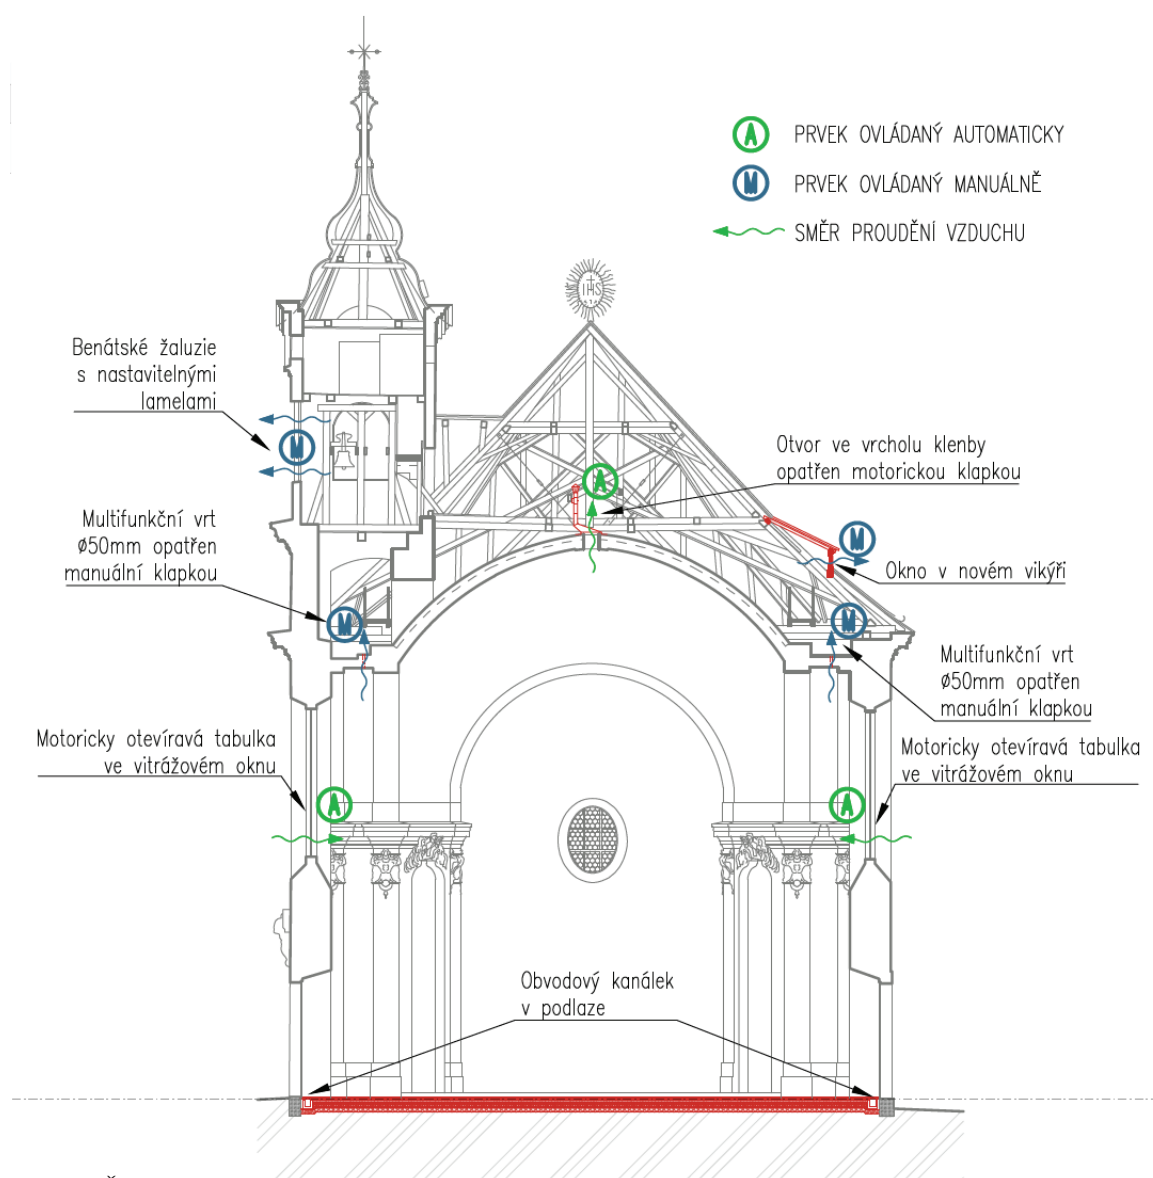 A PRVEK OVLÁDANÝ AUTOMATICKY
M PRVEK OVLÁDANÝ MANUÁLNĚ
SMĚR PROUDĚNÍ VZDUCHU
IHS
Benátské žaluzie
s nastavitelnými
lamelami
M
Otvor ve vrcholu klenby
opatřen motorickou klapkou
A
Multifunkční vrt
ø50mm opatřen
manuální klapkou
M
M
Okno v novém vikýři
M
Multifunkční vrt
ø50mm opatřen
manuální klapkou
Motoricky otevíravá tabulka
ve vitrážovém oknu
A
A
Motoricky otevíravá tabulka
ve vitrážovém oknu
Obvodový kanálek
v podlaze